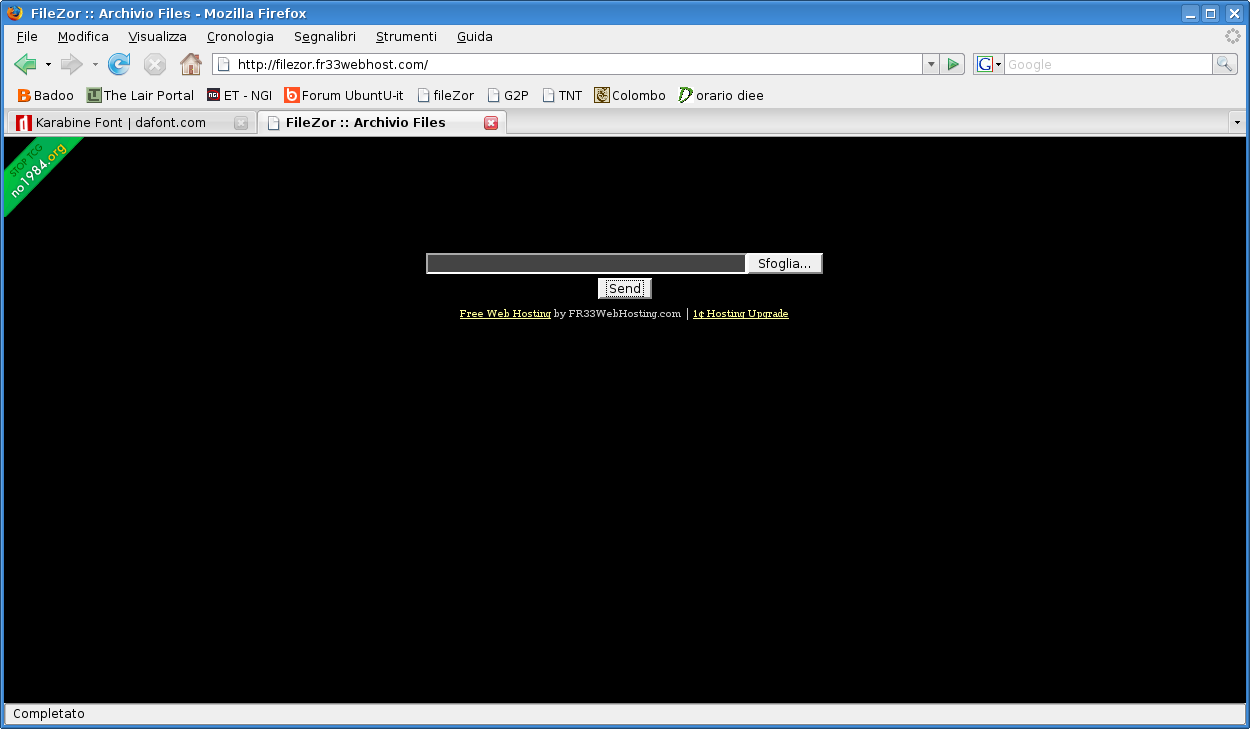 FileZor :: Archivio Files - Mozilla Firefox
File Modifica Visualizza Cronologia Segnalibri Strumenti Guida
http://filezor.fr33webhost.com/ G Google
Badoo The Lair Portal NGI ET - NGI Forum UbuntU-it fileZor G2P TNT Colombo orario diee
Karabine Font | dafont.com FileZor :: Archivio Files
STOP TCG
no1984.org
Sfoglia...
Send
Free Web Hosting by FR33WebHosting.com | 1¢ Hosting Upgrade
Completato